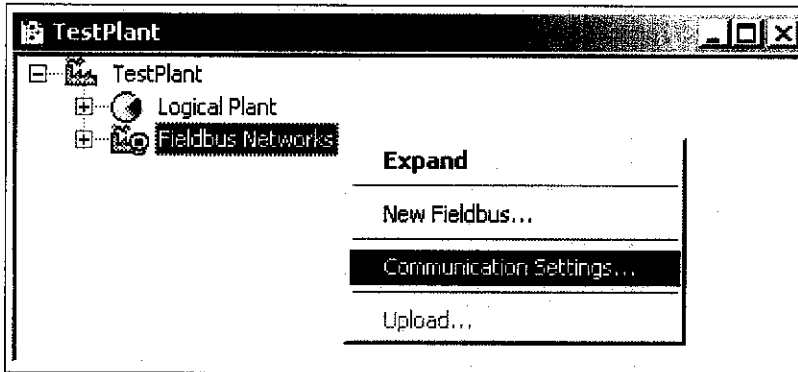 TestPlant
TestPlant
Logical Plant
Fieldbus Networks
Expand
New Fieldbus...
Communication Settings...
Upload...